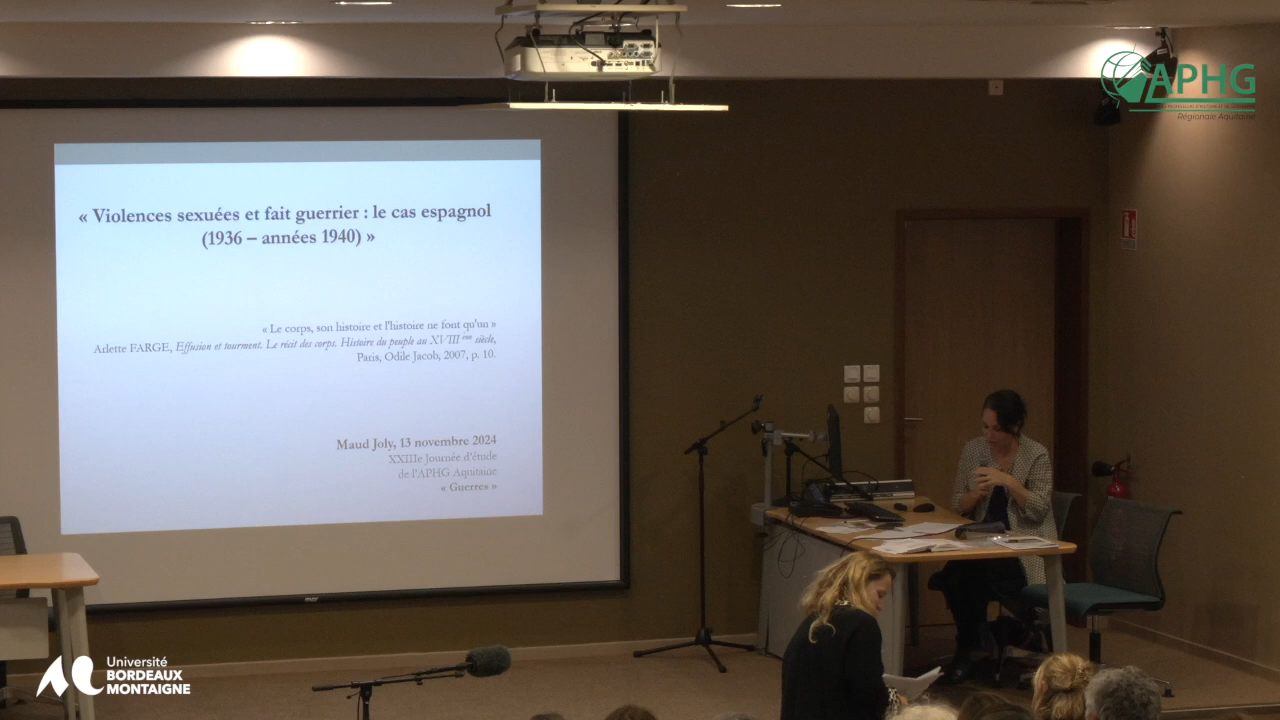 APHG
Régionale Aquitaine
« Violences sexuées et fait guerrier : le cas espagnol
(1936 – années 1940) »
« Le corps, son histoire et l'histoire ne font qu'un »
Arlette FARGE, Effusion et tourment. Le récit des corps. Histoire du peuple au XVIII ème siècle,
Paris, Odile Jacob, 2007, p. 10.
Maud Joly, 13 novembre 2024
XXIIIe Journée d'étude
de l'APHG Aquitaine
« Guerres »
Université
BORDEAUX
MONTAIGNE